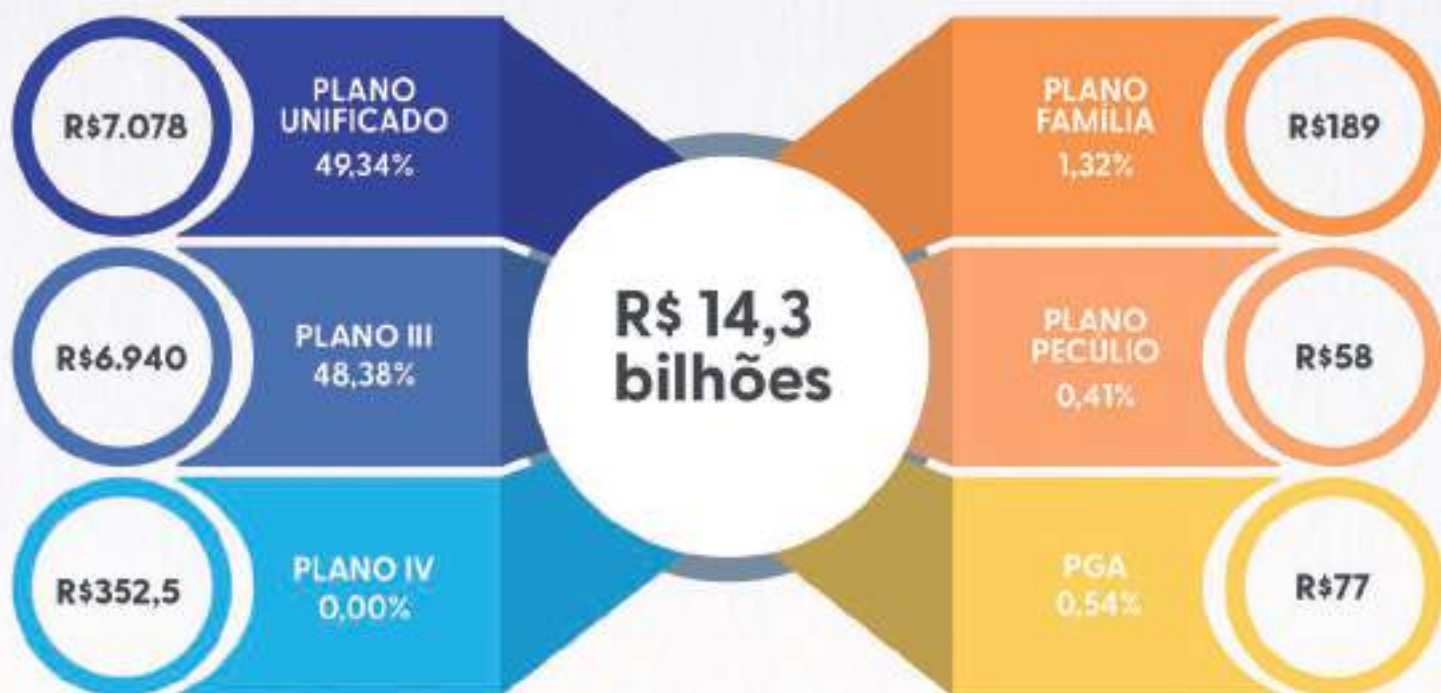 R$7.078
PLANO
UNIFICADO
49,34%
R$6.940
PLANO III
48,38%
R$352,5
PLANO IV
0,00%
R$ 14,3
bilhões
PLANO
FAMÍLIA
1,32%
R$189
PLANO
PECÚLIO
0,41%
R$58
PGA
0,54%
R$77